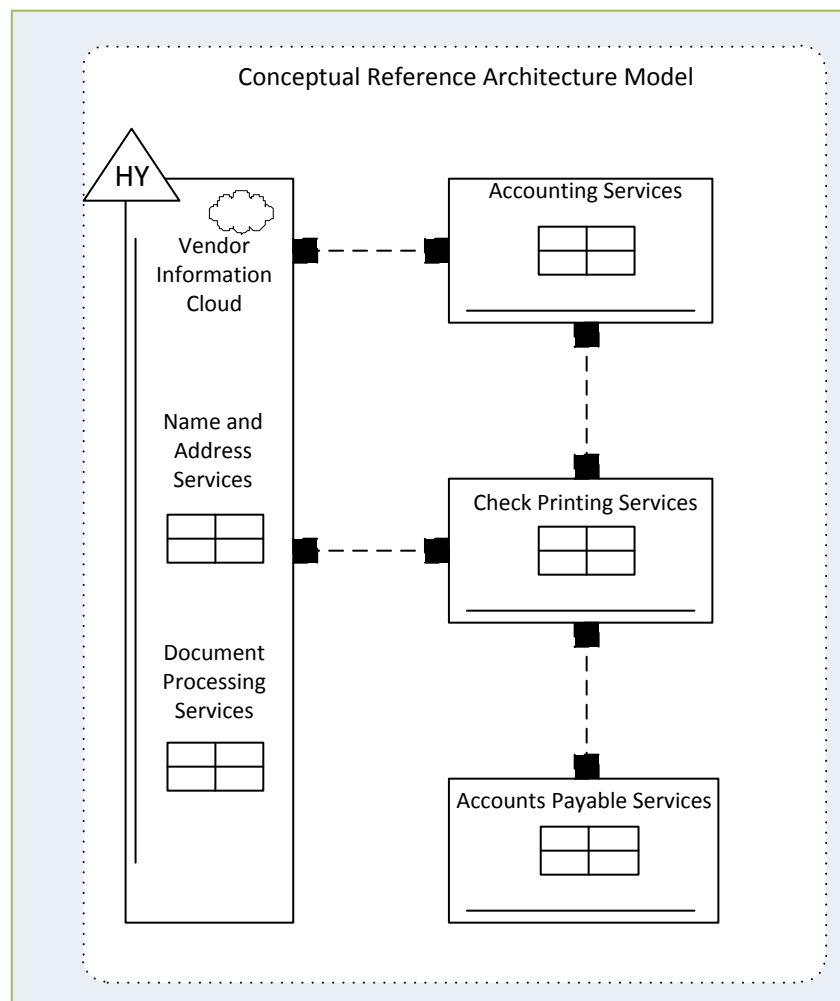 Conceptual Reference Architecture Model
HY
Vendor
Information
Cloud
Name and
Address
Services
Document
Processing
Services
Accounting Services
Check Printing Services
Accounts Payable Services